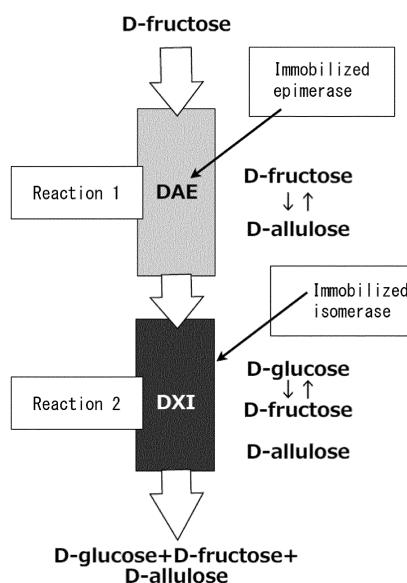 D-fructose
Immobilized
epimerase
Reaction 1
DAE
D-fructose
↓ ↑
D-allulose
Immobilized
isomerase
Reaction 2
DXI
D-glucose
↓ ↑
D-fructose
D-allulose
D-glucose+D-fructose+
D-allulose